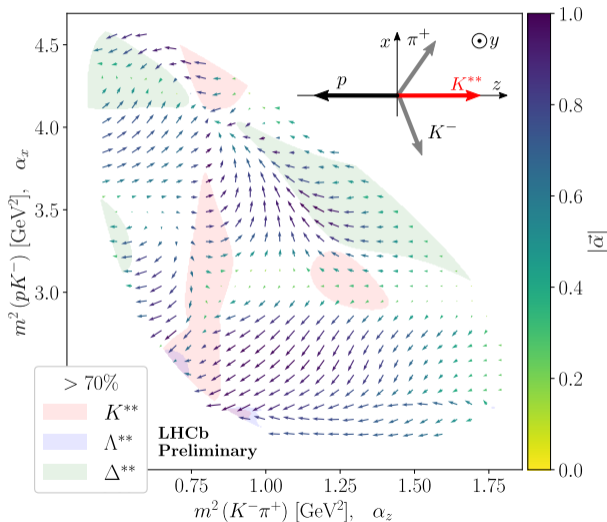 4.5
4.0
3.5
3.0
m²(pK⁻) [GeV²], αₓ
x
π⁺
y
p
K**
z
K⁻
> 70%
K**
Λ**
Δ**
LHCb
Preliminary
0.75
1.00
1.25
1.50
1.75
m²(K⁻π⁺) [GeV²], α_z
1.0
0.8
0.6
0.4
0.2
0.0
|α⃗|